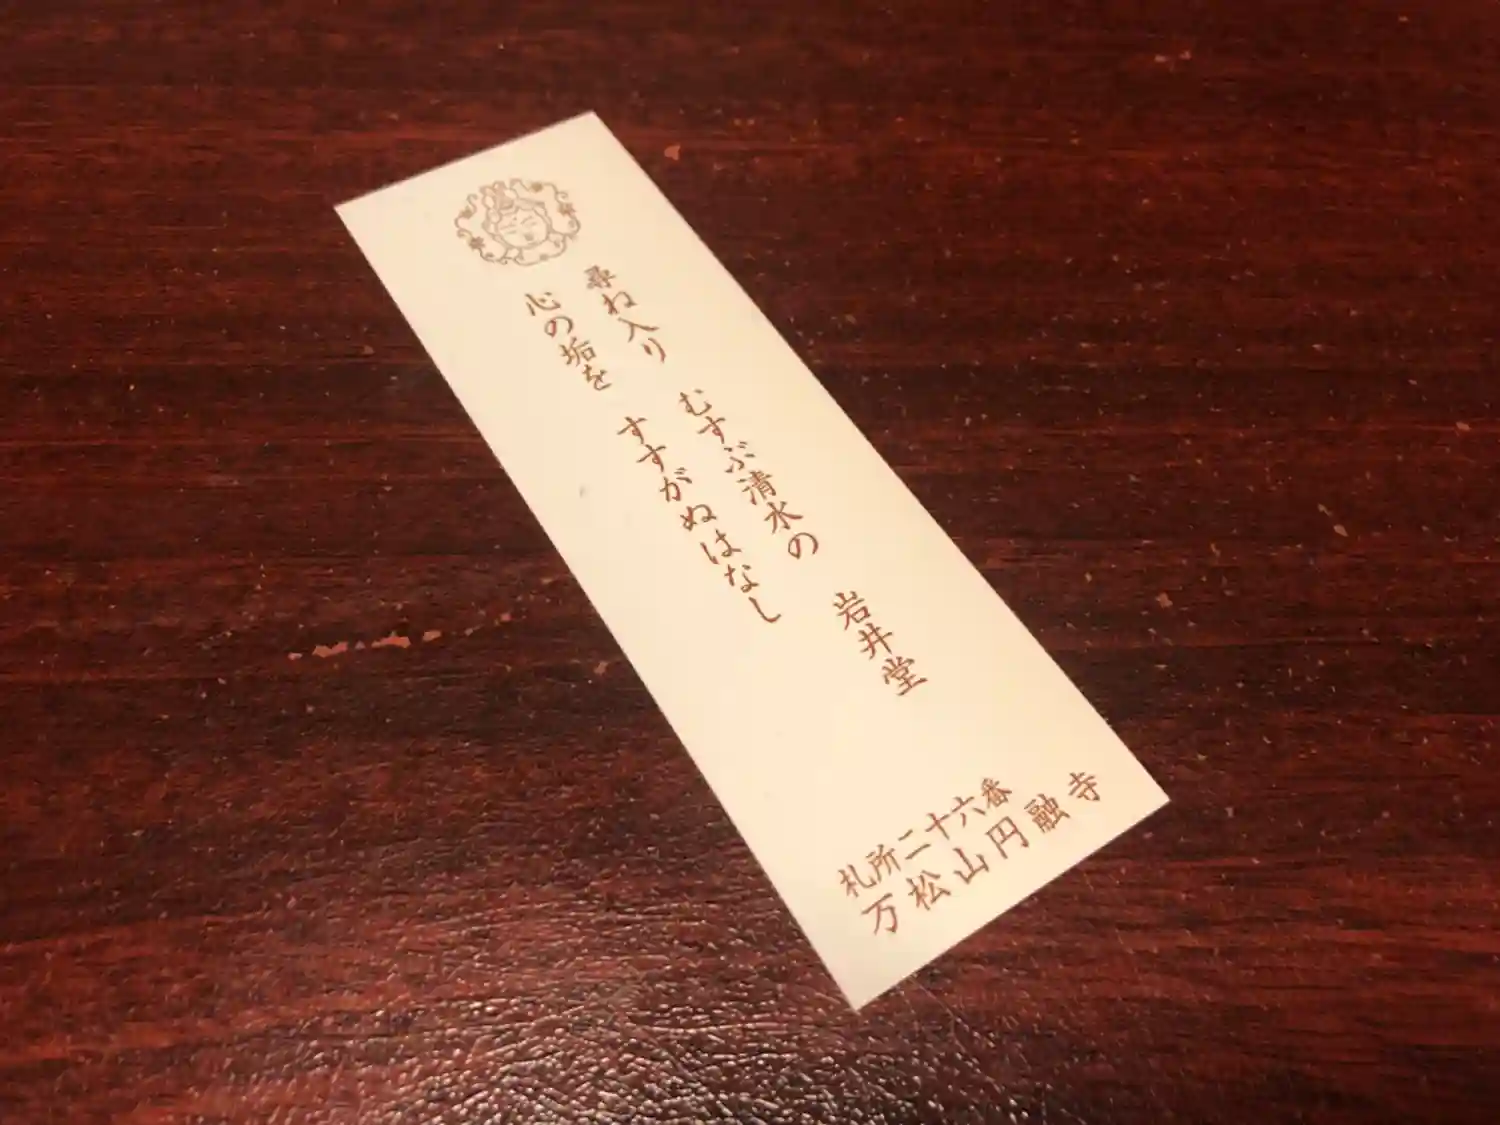 尋ね入り　むすぶ清水の　岩井堂
心の垢を　すすがぬはなし
札所二十六番
万松山円融寺